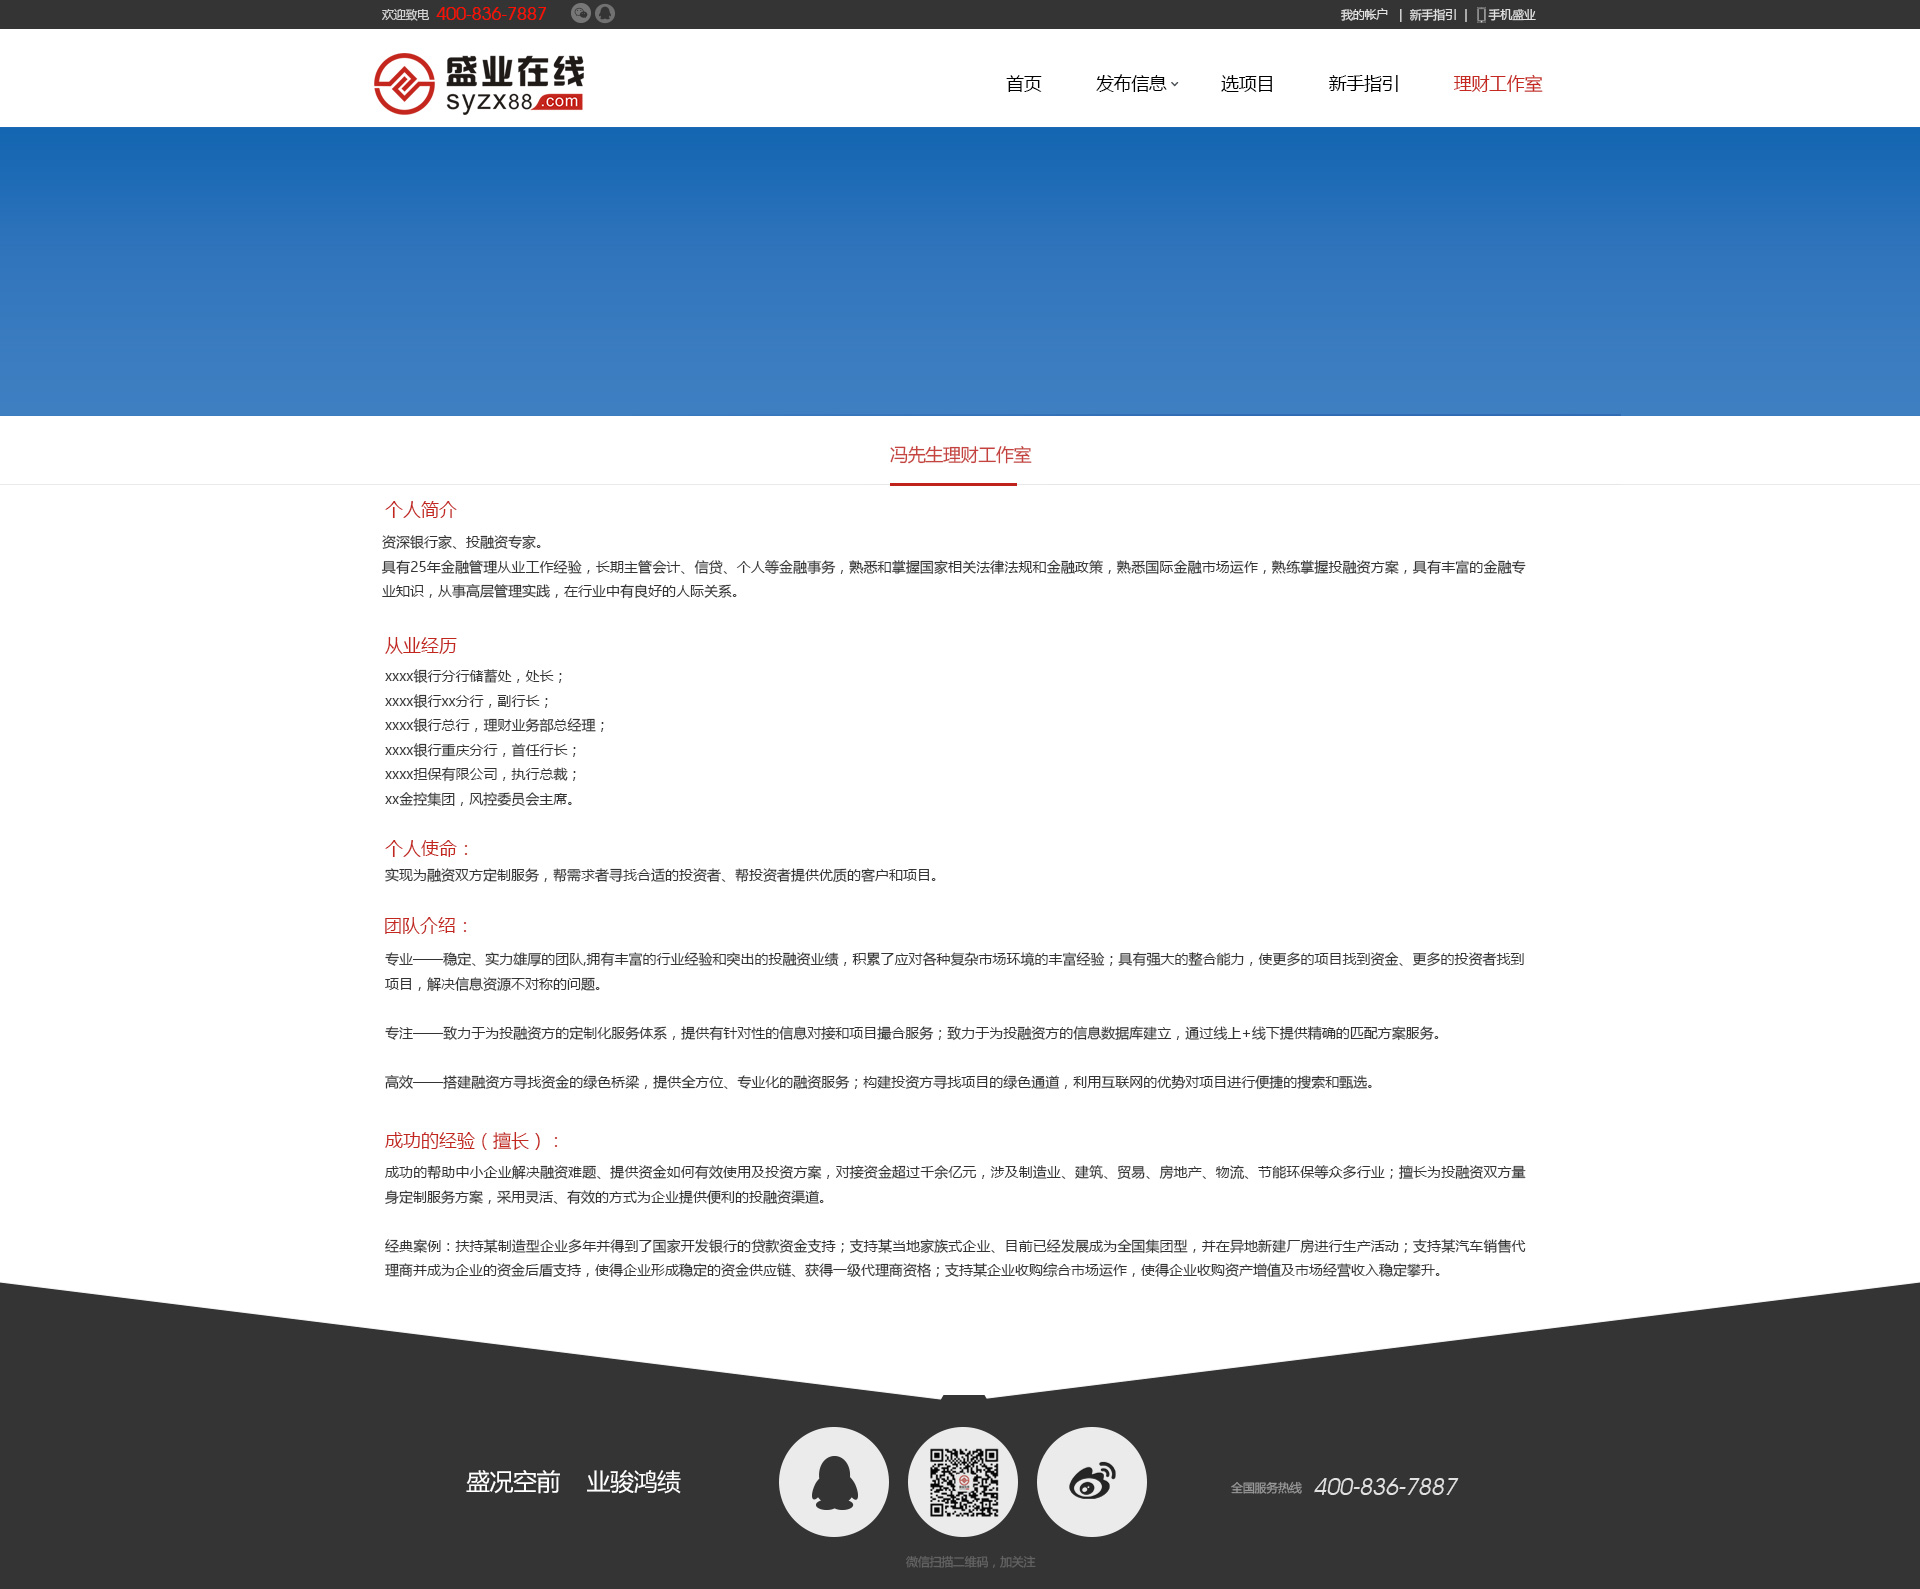 欢迎致电 400-836-7887
我的帐户 | 新手指引 | 手机盛业
盛业在线
syzx88.com
首页 发布信息 选项目 新手指引 理财工作室
冯先生理财工作室
个人简介
资深银行家、投融资专家。
具有25年金融管理从业工作经验，长期主管会计、信贷、个人等金融事务，熟悉和掌握国家相关法律法规和金融政策，熟悉国际金融市场运作，熟练掌握投融资方案，具有丰富的金融专
业知识，从事高层管理实践，在行业中有良好的人际关系。
从业经历
xxxx银行分行储蓄处，处长；
xxxx银行xx分行，副行长；
xxxx银行总行，理财业务部总经理；
xxxx银行重庆分行，首任行长；
xxxx担保有限公司，执行总裁；
xx金控集团，风控委员会主席。
个人使命：
实现为融资双方定制服务，帮需求者寻找合适的投资者、帮投资者提供优质的客户和项目。
团队介绍：
专业——稳定、实力雄厚的团队,拥有丰富的行业经验和突出的投融资业绩，积累了应对各种复杂市场环境的丰富经验；具有强大的整合能力，使更多的项目找到资金、更多的投资者找到
项目，解决信息资源不对称的问题。
专注——致力于为投融资方的定制化服务体系，提供有针对性的信息对接和项目撮合服务；致力于为投融资方的信息数据库建立，通过线上+线下提供精确的匹配方案服务。
高效——搭建融资方寻找资金的绿色桥梁，提供全方位、专业化的融资服务；构建投资方寻找项目的绿色通道，利用互联网的优势对项目进行便捷的搜索和甄选。
成功的经验（擅长）：
成功的帮助中小企业解决融资难题、提供资金如何有效使用及投资方案，对接资金超过千余亿元，涉及制造业、建筑、贸易、房地产、物流、节能环保等众多行业；擅长为投融资双方量
身定制服务方案，采用灵活、有效的方式为企业提供便利的投融资渠道。
经典案例：扶持某制造型企业多年并得到了国家开发银行的贷款资金支持；支持某当地家族式企业、目前已经发展成为全国集团型，并在异地新建厂房进行生产活动；支持某汽车销售代
理商并成为企业的资金后盾支持，使得企业形成稳定的资金供应链、获得一级代理商资格；支持某企业收购综合市场运作，使得企业收购资产增值及市场经营收入稳定攀升。
盛况空前 业骏鸿绩
全国服务热线 400-836-7887
微信扫描二维码，加关注